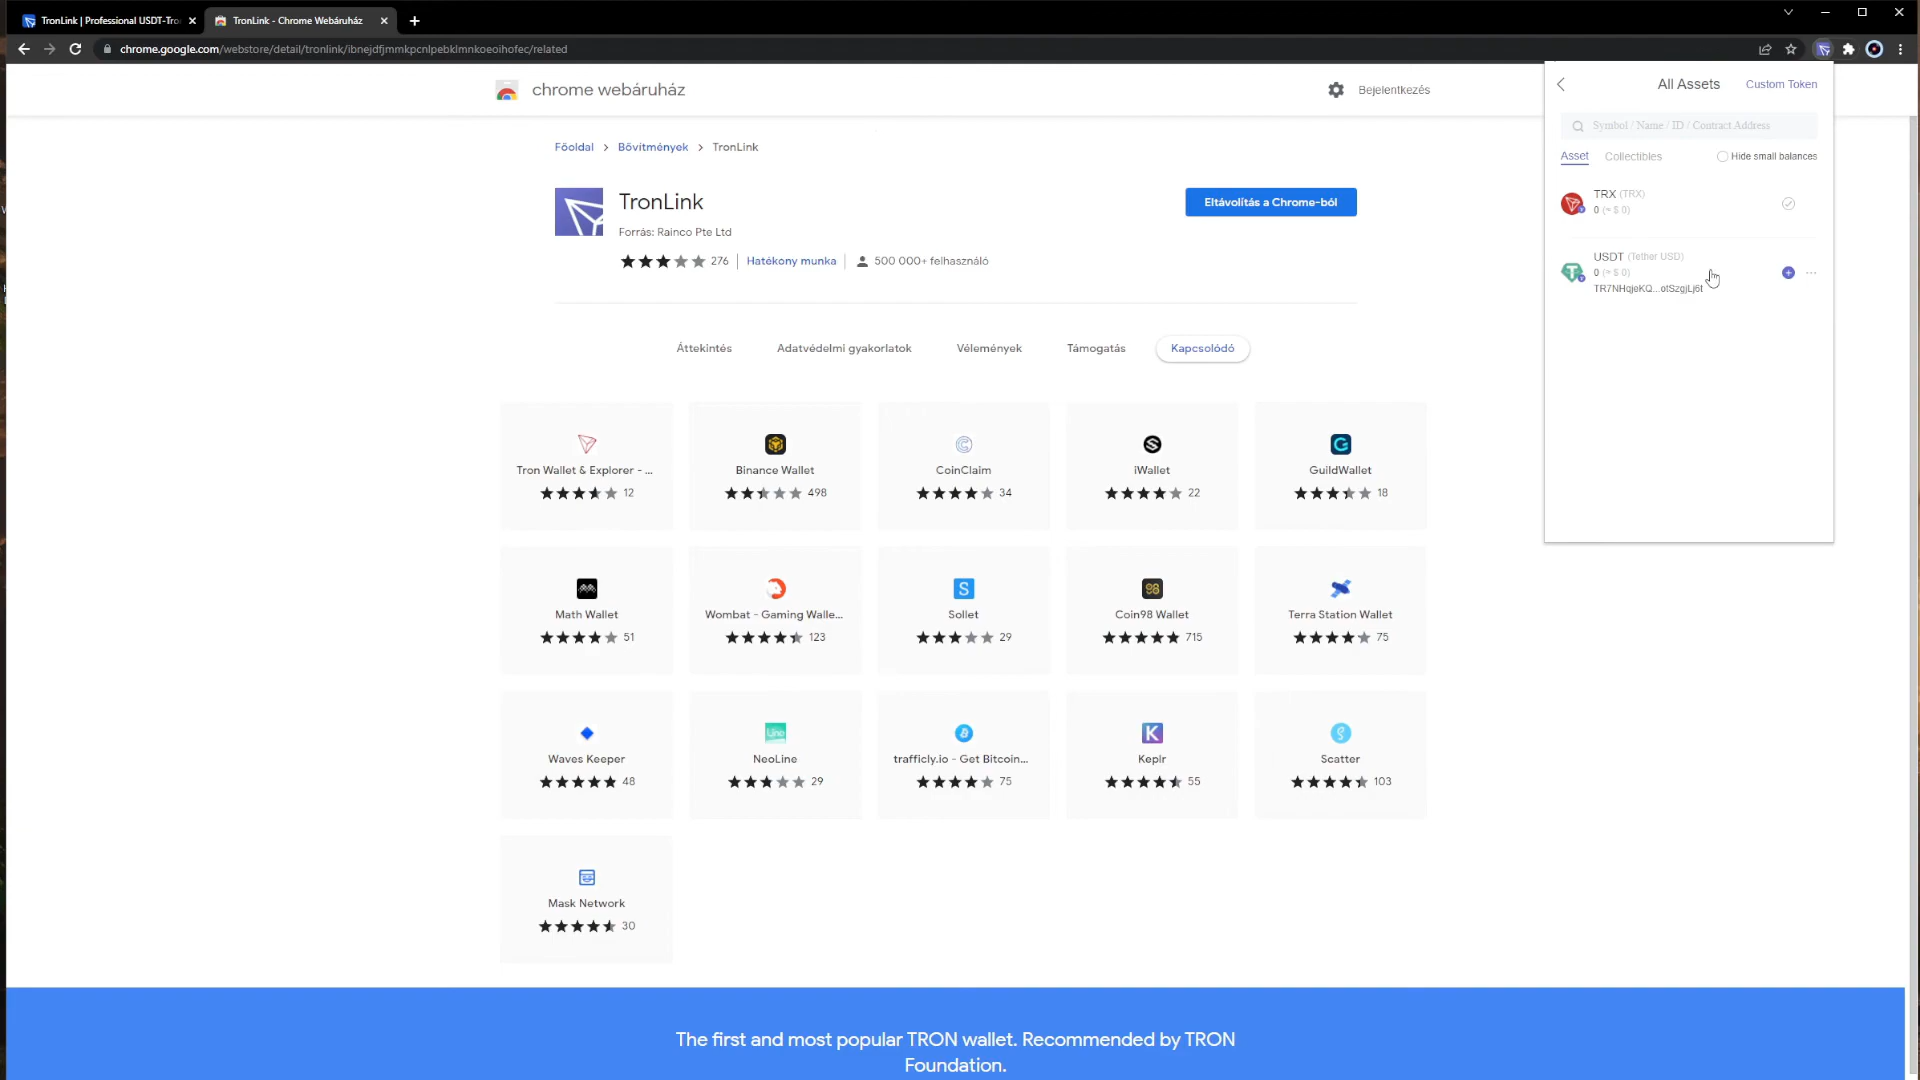 TronLink | Professional USDT-Tro
TronLink - Chrome Webáruház
chrome.google.com/webstore/detail/tronlink/ibnejdfjmmkpcnlpebklmnkoeoihofec/related
chrome webáruház
Bejelentkezés
Főoldal
Bővítmények
TronLink
TronLink
Eltávolítás a Chrome-ból
Forrás: Rainco Pte Ltd
276
Hatékony munka
500 000+ felhasználó
Áttekintés
Adatvédelmi gyakorlatok
Vélemények
Támogatás
Kapcsolódó
Tron Wallet & Explorer - ...
12
Binance Wallet
498
CoinClaim
34
iWallet
22
GuildWallet
18
Math Wallet
51
Wombat - Gaming Walle...
123
Sollet
29
Coin98 Wallet
715
Terra Station Wallet
75
Waves Keeper
48
NeoLine
29
trafficly.io - Get Bitcoin...
75
Keplr
55
Scatter
103
Mask Network
30
The first and most popular TRON wallet. Recommended by TRON
Foundation.
All Assets
Custom Token
Symbol / Name / ID / Contract Address
Asset
Collectibles
Hide small balances
TRX (TRX)
0 (≈ $ 0)
USDT (Tether USD)
0 (≈ $ 0)
TR7NHqjeKQ...otSzgjLj6t